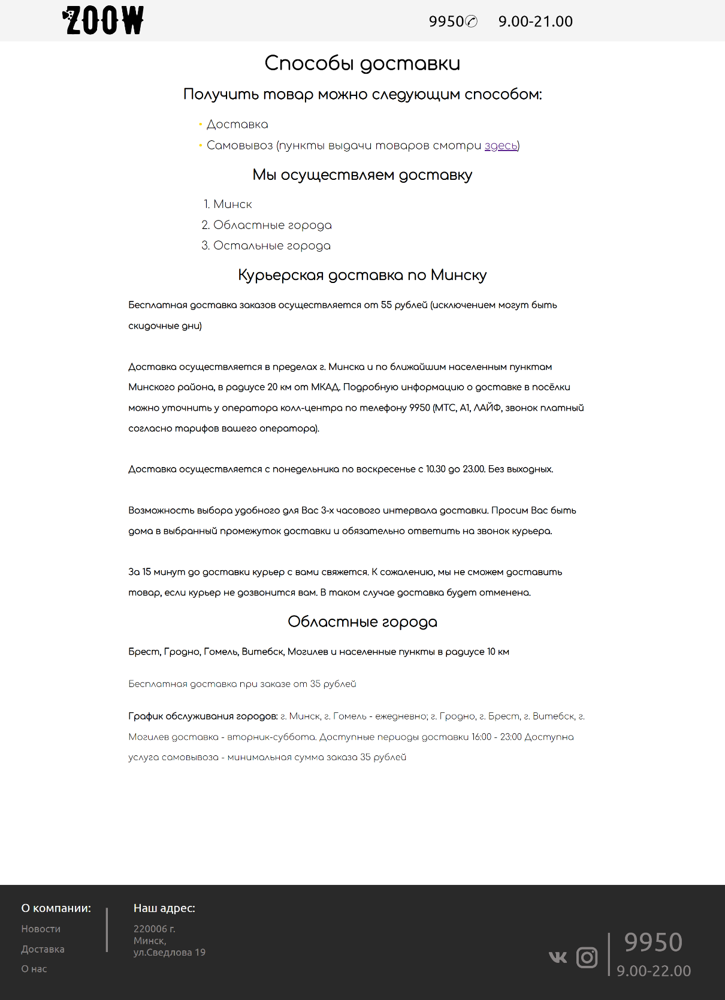 ZOOW
9950✆ 9.00-21.00
Способы доставки
Получить товар можно следующим способом:
• Доставка
• Самовывоз (пункты выдачи товаров смотри здесь)
Мы осуществляем доставку
1. Минск
2. Областные города
3. Остальные города
Курьерская доставка по Минску
Бесплатная доставка заказов осуществляется от 55 рублей (исключением могут быть
скидочные дни)
Доставка осуществляется в пределах г. Минска и по ближайшим населенным пунктам
Минского района, в радиусе 20 км от МКАД. Подробную информацию о доставке в посёлки
можно уточнить у оператора колл-центра по телефону 9950 (МТС, А1, ЛАЙФ, звонок платный
согласно тарифов вашего оператора).
Доставка осуществляется с понедельника по воскресенье с 10.30 до 23.00. Без выходных.
Возможность выбора удобного для Вас 3-х часового интервала доставки. Просим Вас быть
дома в выбранный промежуток доставки и обязательно ответить на звонок курьера.
За 15 минут до доставки курьер с вами свяжется. К сожалению, мы не сможем доставить
товар, если курьер не дозвонится вам. В таком случае доставка будет отменена.
Областные города
Брест, Гродно, Гомель, Витебск, Могилев и населенные пункты в радиусе 10 км
Бесплатная доставка при заказе от 35 рублей
График обслуживания городов: г. Минск, г. Гомель - ежедневно; г. Гродно, г. Брест, г. Витебск, г.
Могилев доставка - вторник-суббота. Доступные периоды доставки 16:00 - 23:00 Доступна
услуга самовывоза - минимальная сумма заказа 35 рублей
О компании:
Новости
Доставка
О нас
Наш адрес:
220006 г.
Минск,
ул.Сведлова 19
9950
9.00-22.00